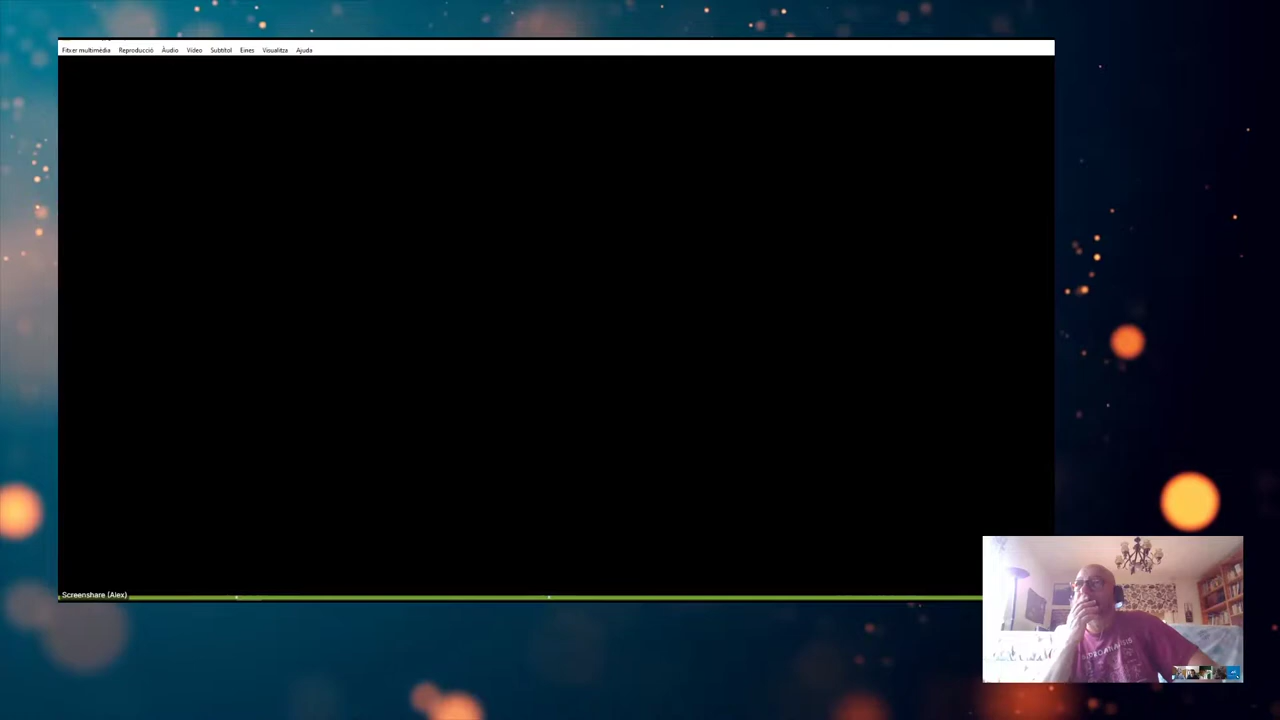 Fitxer multimèdia Reproducció Àudio Vídeo Subtítol Eines Visualitza Ajuda
Screenshare (Alex)